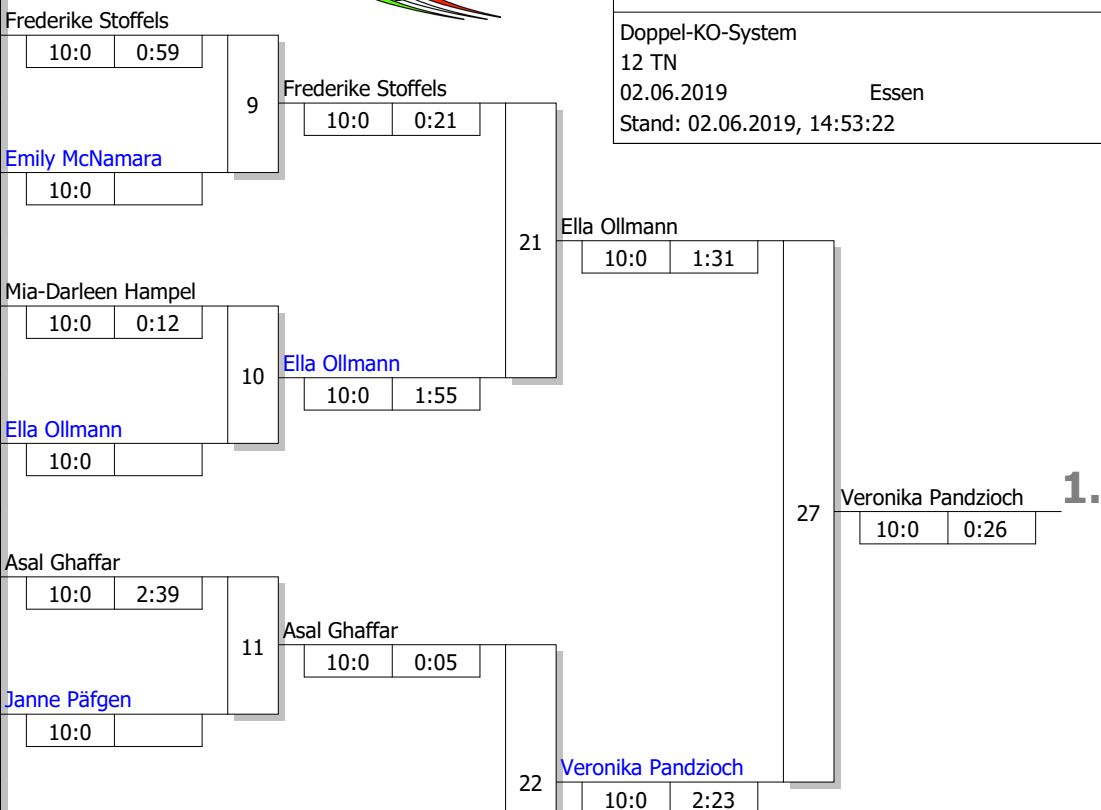 Frederike Stoffels
10:0 0:59
9
Emily McNamara
10:0
Frederike Stoffels
10:0 0:21
Doppel-KO-System
12 TN
02.06.2019 Essen
Stand: 02.06.2019, 14:53:22
21
Ella Ollmann
10:0 1:31
Mia-Darleen Hampel
10:0 0:12
10
Ella Ollmann
10:0 1:55
Ella Ollmann
10:0
27
Veronika Pandzioch
1.
10:0 0:26
Asal Ghaffar
10:0 2:39
11
Asal Ghaffar
10:0 0:05
Janne Päfgen
10:0
22
Veronika Pandzioch
10:0 2:23